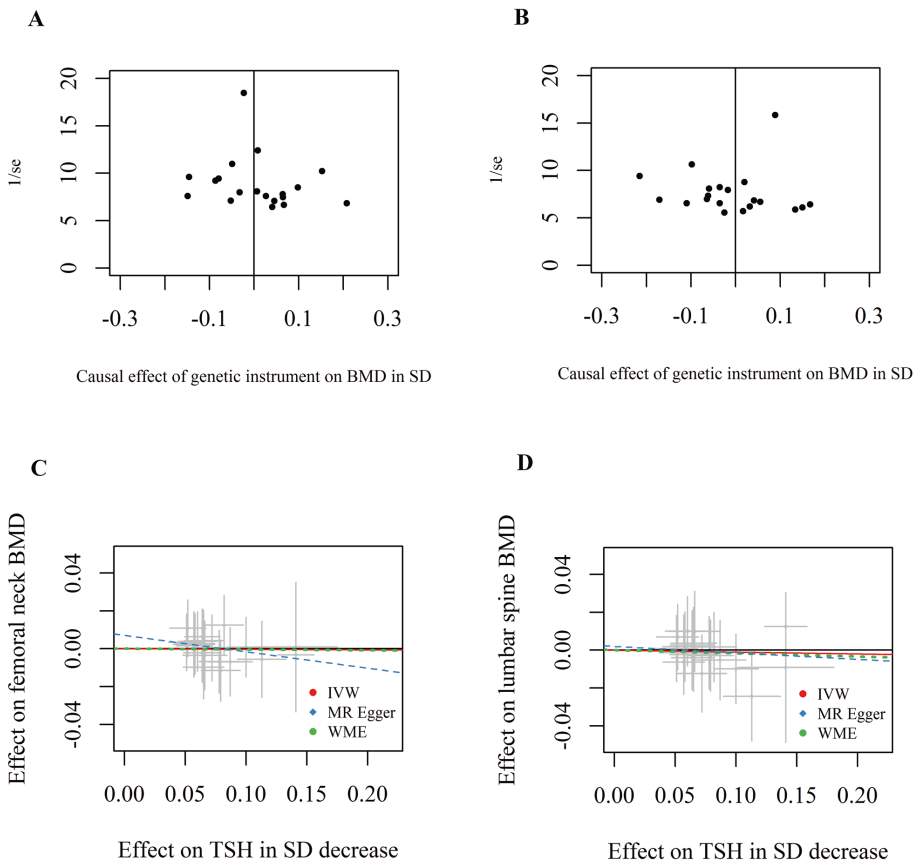 A
20
15
10
5
0
1/se
-0.3
-0.1
0.1
0.3
Causal effect of genetic instrument on BMD in SD
B
20
15
10
5
0
1/se
-0.3
-0.1
0.1
0.3
Causal effect of genetic instrument on BMD in SD
C
Effect on femoral neck BMD
0.04
0.00
-0.04
IVW
MR Egger
WME
0.00
0.05
0.10
0.15
0.20
Effect on TSH in SD decrease
D
Effect on lumbar spine BMD
0.04
0.00
-0.04
IVW
MR Egger
WME
0.00
0.05
0.10
0.15
0.20
Effect on TSH in SD decrease